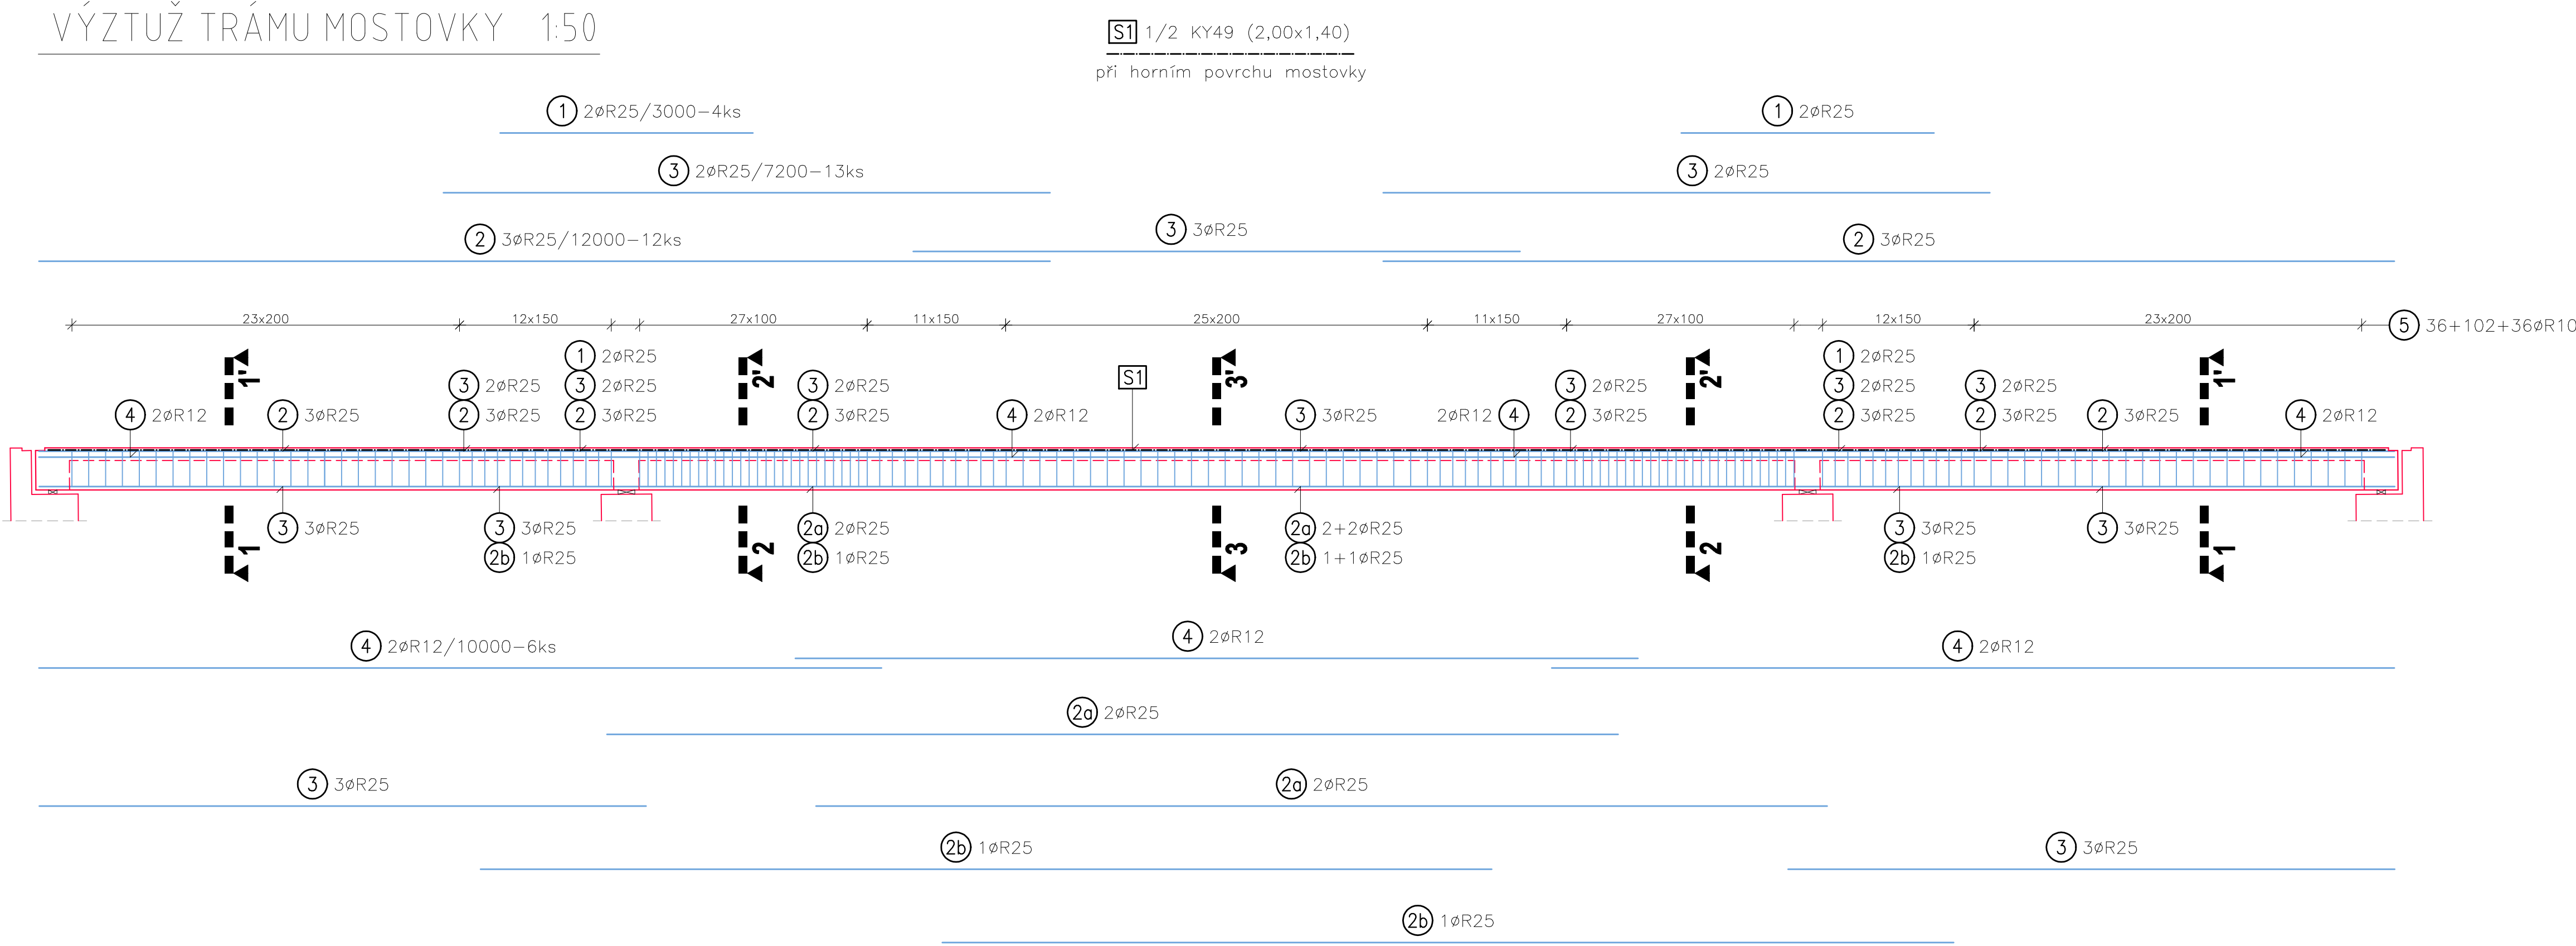 VÝZTUŽ TRÁMU MOSTOVKY 1:50
S1 1/2 KY49 (2,00x1,40)
při horním povrchu mostovky
1 2øR25/3000-4ks
1 2øR25
3 2øR25/7200-13ks
3 2øR25
3 3øR25
2 3øR25/12000-12ks
2 3øR25
23x200 12x150 27x100 11x150 25x200 11x150 27x100 12x150 23x200
5 36+102+36øR10
1' 2' 3' 2' 1'
1 2øR25
1 2øR25
S1
3 2øR25
3 2øR25
3 2øR25
3 2øR25
3 2øR25
3 2øR25
4 2øR12
2 3øR25
2 3øR25
2 3øR25
2 3øR25
4 2øR12
3 3øR25
2øR12 4
2 3øR25
2 3øR25
2 3øR25
2 3øR25
4 2øR12
3 3øR25
3 3øR25
2a 2øR25
2a 2+2øR25
3 3øR25
3 3øR25
2b 1øR25
2b 1øR25
2b 1+1øR25
2b 1øR25
1 2 3 2 1
4 2øR12/10000-6ks
4 2øR12
4 2øR12
2a 2øR25
3 3øR25
2a 2øR25
2b 1øR25
3 3øR25
2b 1øR25